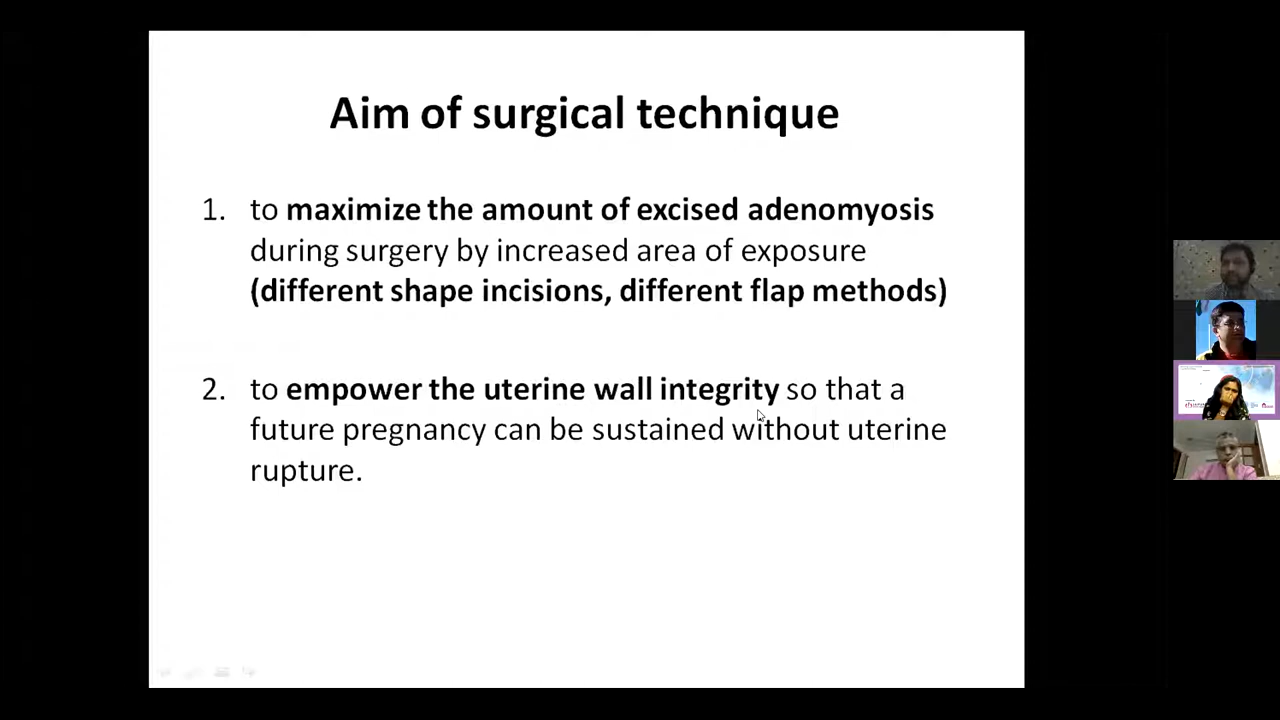 Aim of surgical technique
1. to maximize the amount of excised adenomyosis
during surgery by increased area of exposure
(different shape incisions, different flap methods)
2. to empower the uterine wall integrity so that a
future pregnancy can be sustained without uterine
rupture.